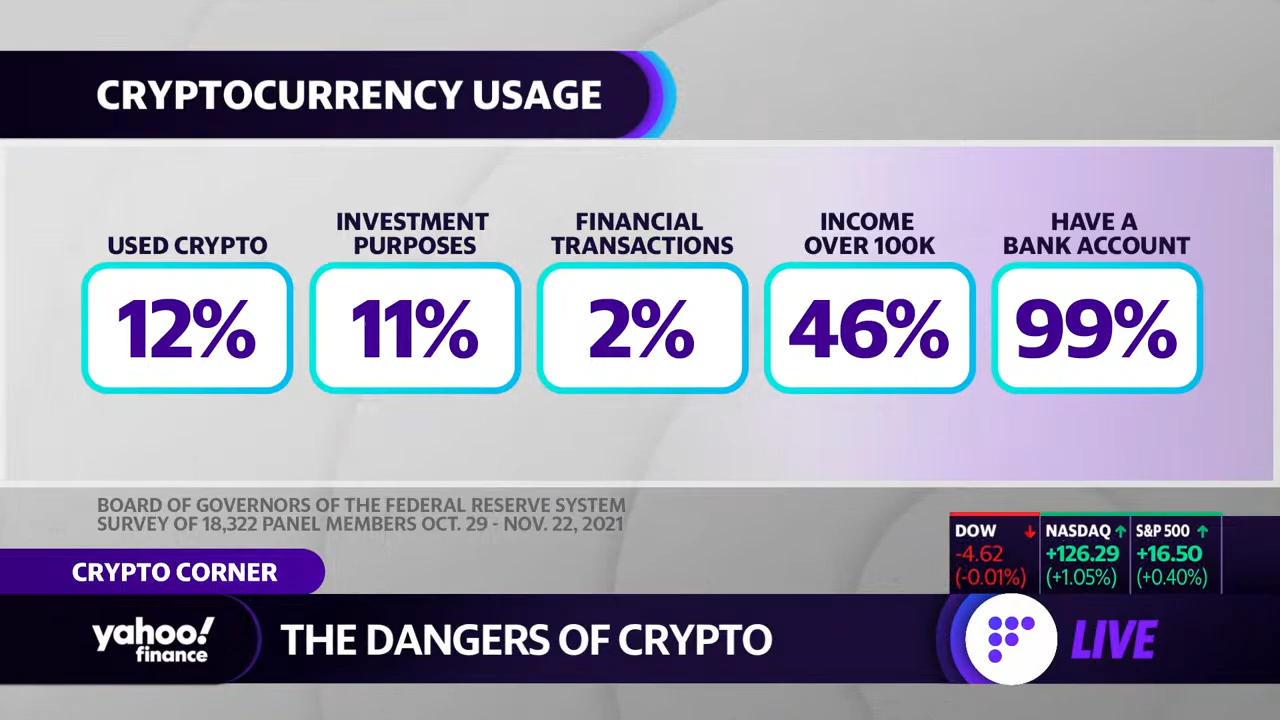 CRYPTOCURRENCY USAGE
USED CRYPTO
12%
INVESTMENT
PURPOSES
11%
FINANCIAL
TRANSACTIONS
2%
INCOME
OVER 100K
46%
HAVE A
BANK ACCOUNT
99%
BOARD OF GOVERNORS OF THE FEDERAL RESERVE SYSTEM
SURVEY OF 18,322 PANEL MEMBERS OCT. 29 - NOV. 22, 2021
DOW
-4.62
(-0.01%)
NASDAQ
+126.29
(+1.05%)
S&P 500
+16.50
(+0.40%)
CRYPTO CORNER
yahoo!
finance
THE DANGERS OF CRYPTO
LIVE